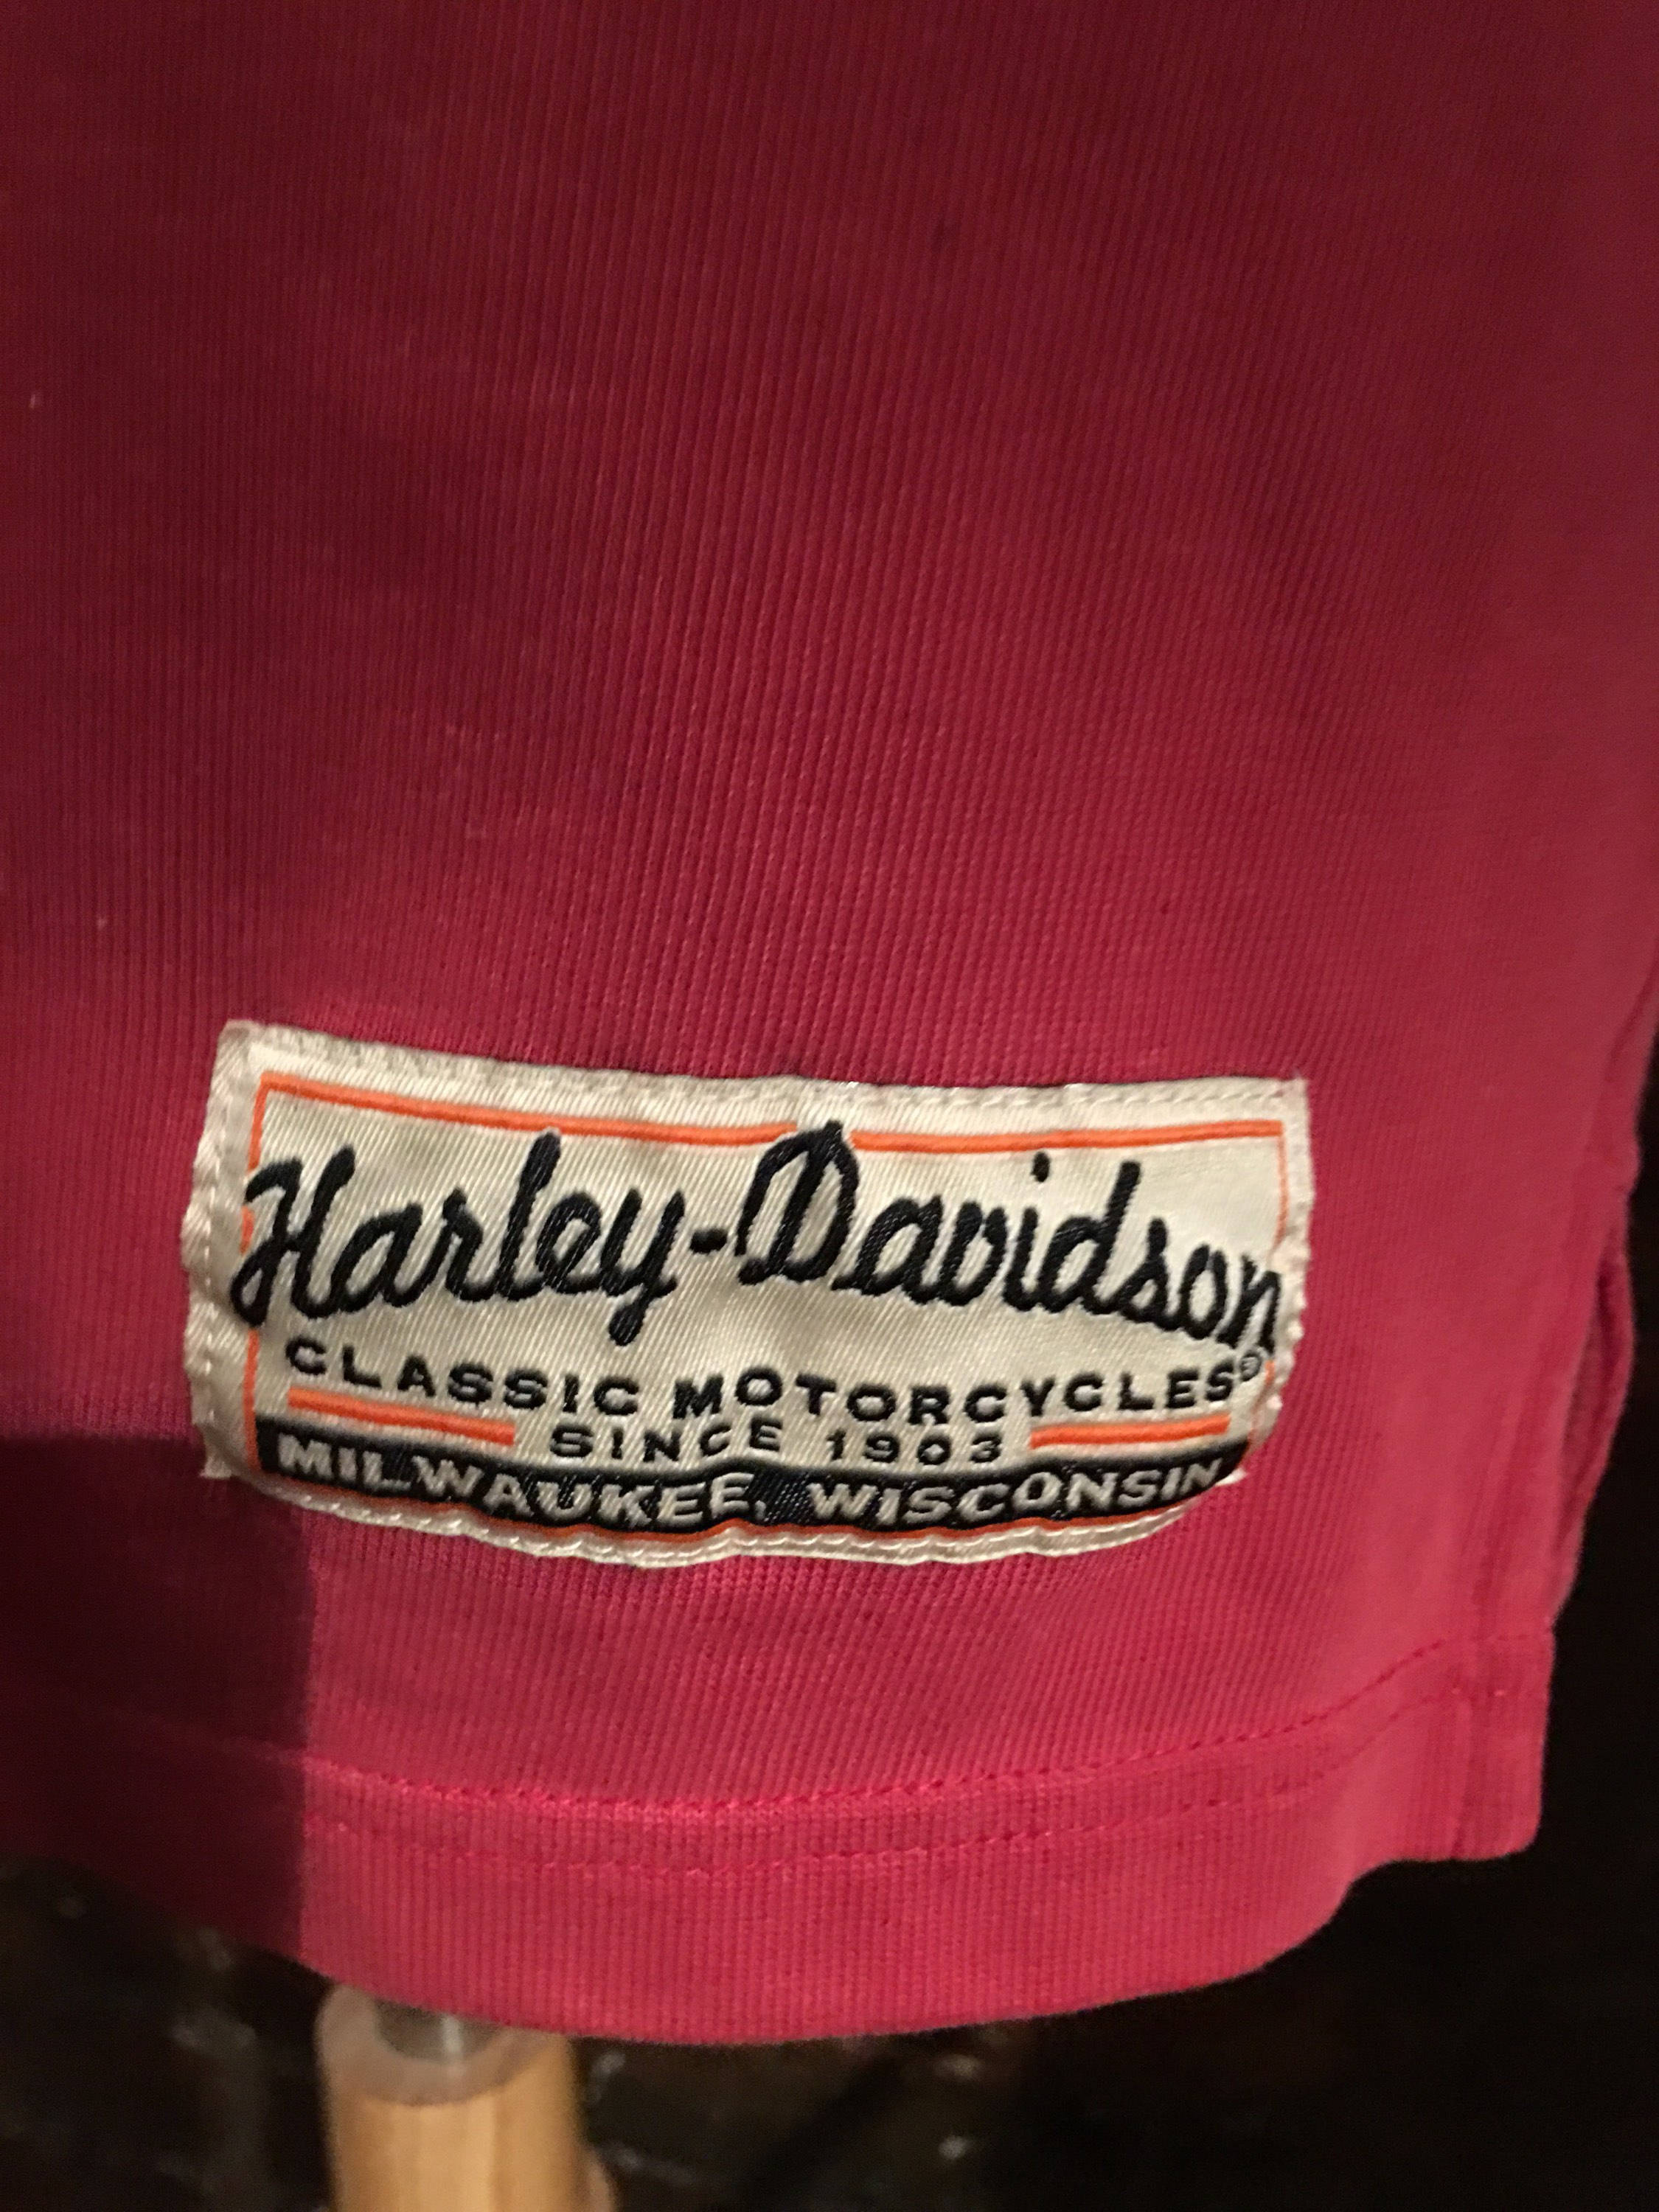 Harley-Davidson
CLASSIC MOTORCYCLES®
SINCE 1903
MILWAUKEE, WISCONSIN